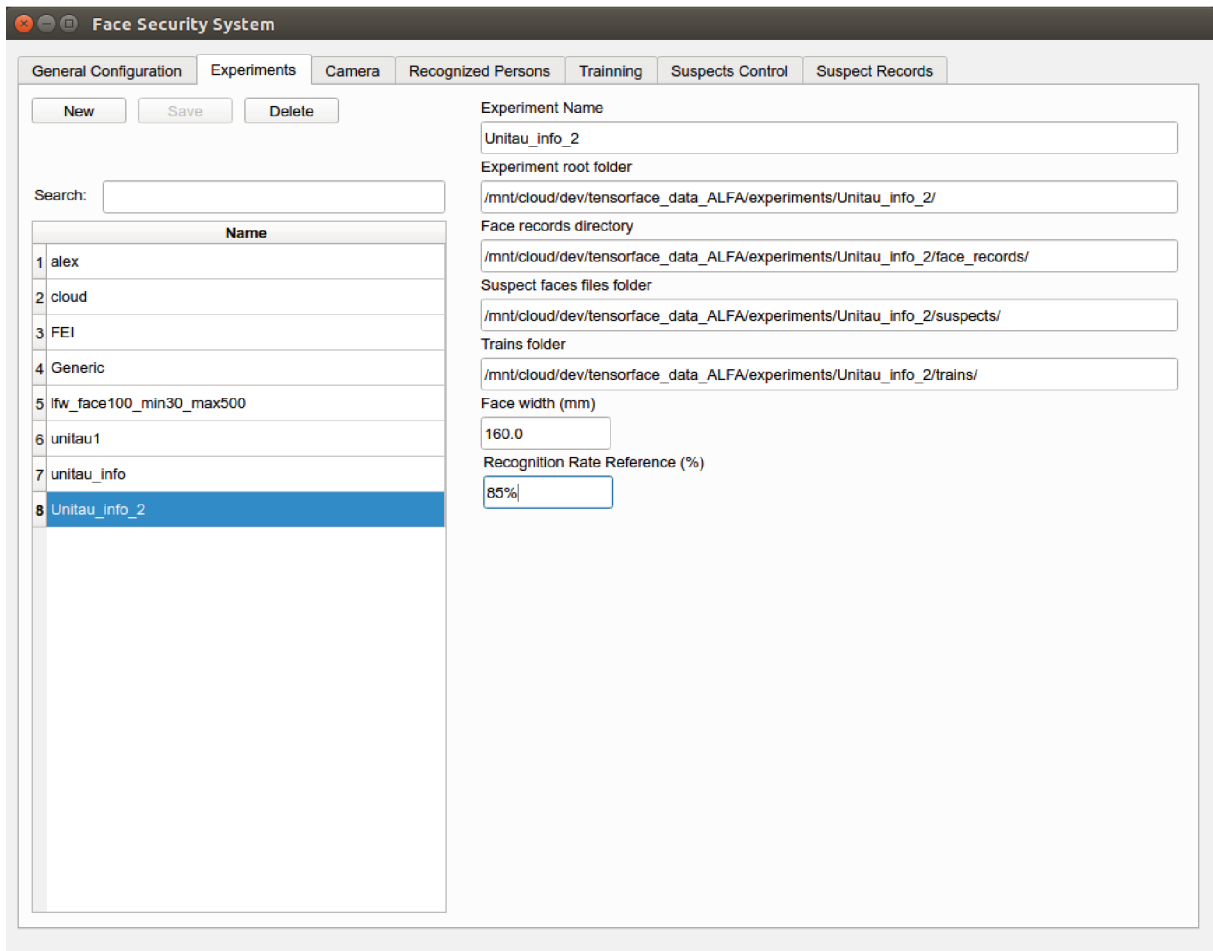 Face Security System
General Configuration Experiments Camera Recognized Persons Trainning Suspects Control Suspect Records
New Save Delete
Search:
Name
1 alex
2 cloud
3 FEI
4 Generic
5 lfw_face100_min30_max500
6 unitau1
7 unitau_info
8 Unitau_info_2
Experiment Name
Unitau_info_2
Experiment root folder
/mnt/cloud/dev/tensorface_data_ALFA/experiments/Unitau_info_2/
Face records directory
/mnt/cloud/dev/tensorface_data_ALFA/experiments/Unitau_info_2/face_records/
Suspect faces files folder
/mnt/cloud/dev/tensorface_data_ALFA/experiments/Unitau_info_2/suspects/
Trains folder
/mnt/cloud/dev/tensorface_data_ALFA/experiments/Unitau_info_2/trains/
Face width (mm)
160.0
Recognition Rate Reference (%)
85%